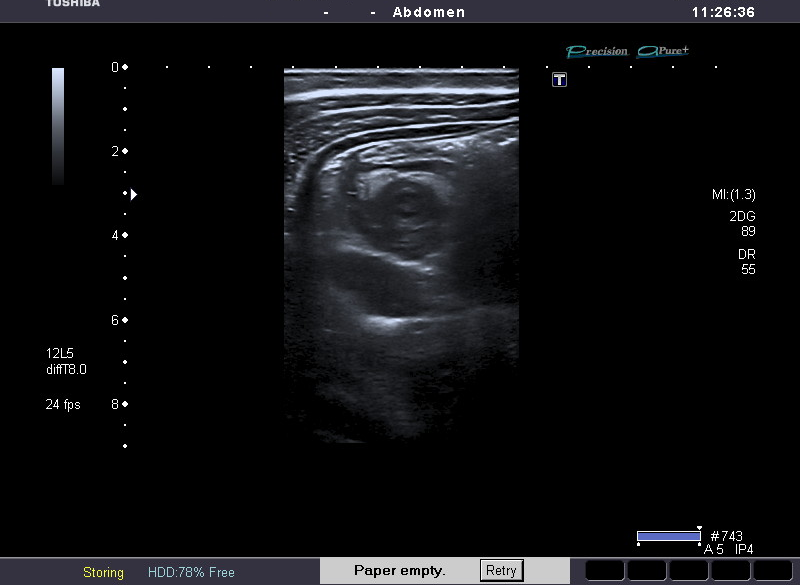 TOSHIBA
- - Abdomen 11:26:36
Precision APure+
T
0
2
4
6
8
MI:(1.3)
2DG
89
DR
55
12L5
diffT8.0
24 fps
#743
A 5 IP4
Storing HDD:78% Free Paper empty. Retry